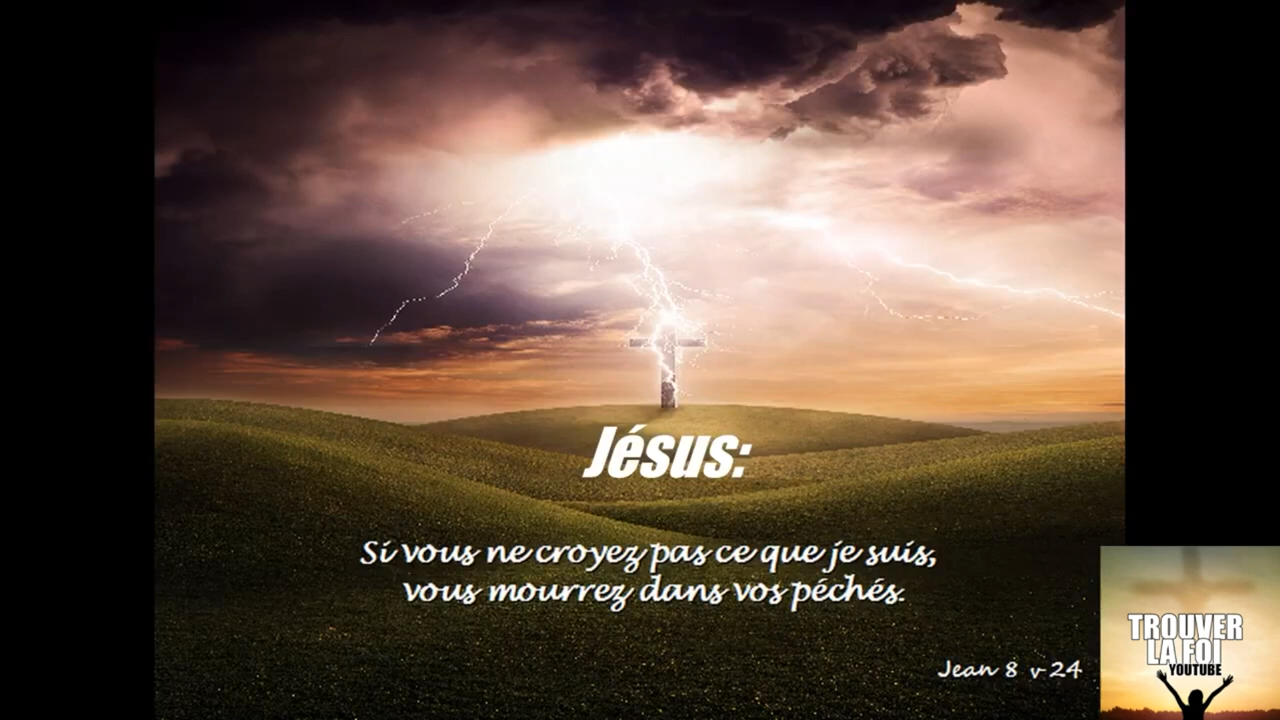 Jésus:
Si vous ne croyez pas ce que je suis,
vous mourrez dans vos péchés.
Jean 8 v 24
TROUVER
LA FOI
YOUTUBE